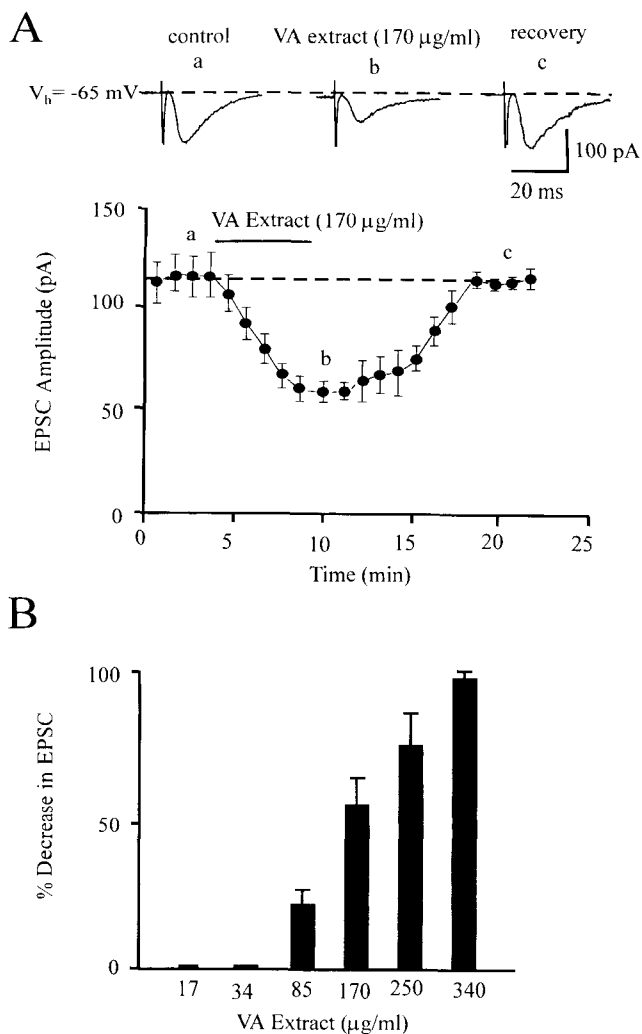 A
control VA extract (170 µg/ml) recovery
a b c
Vh= -65 mV
100 pA
20 ms
150
100
50
0
EPSC Amplitude (pA)
VA Extract (170 µg/ml)
a
b
c
0 5 10 15 20 25
Time (min)
B
100
50
0
% Decrease in EPSC
17 34 85 170 250 340
VA Extract (µg/ml)